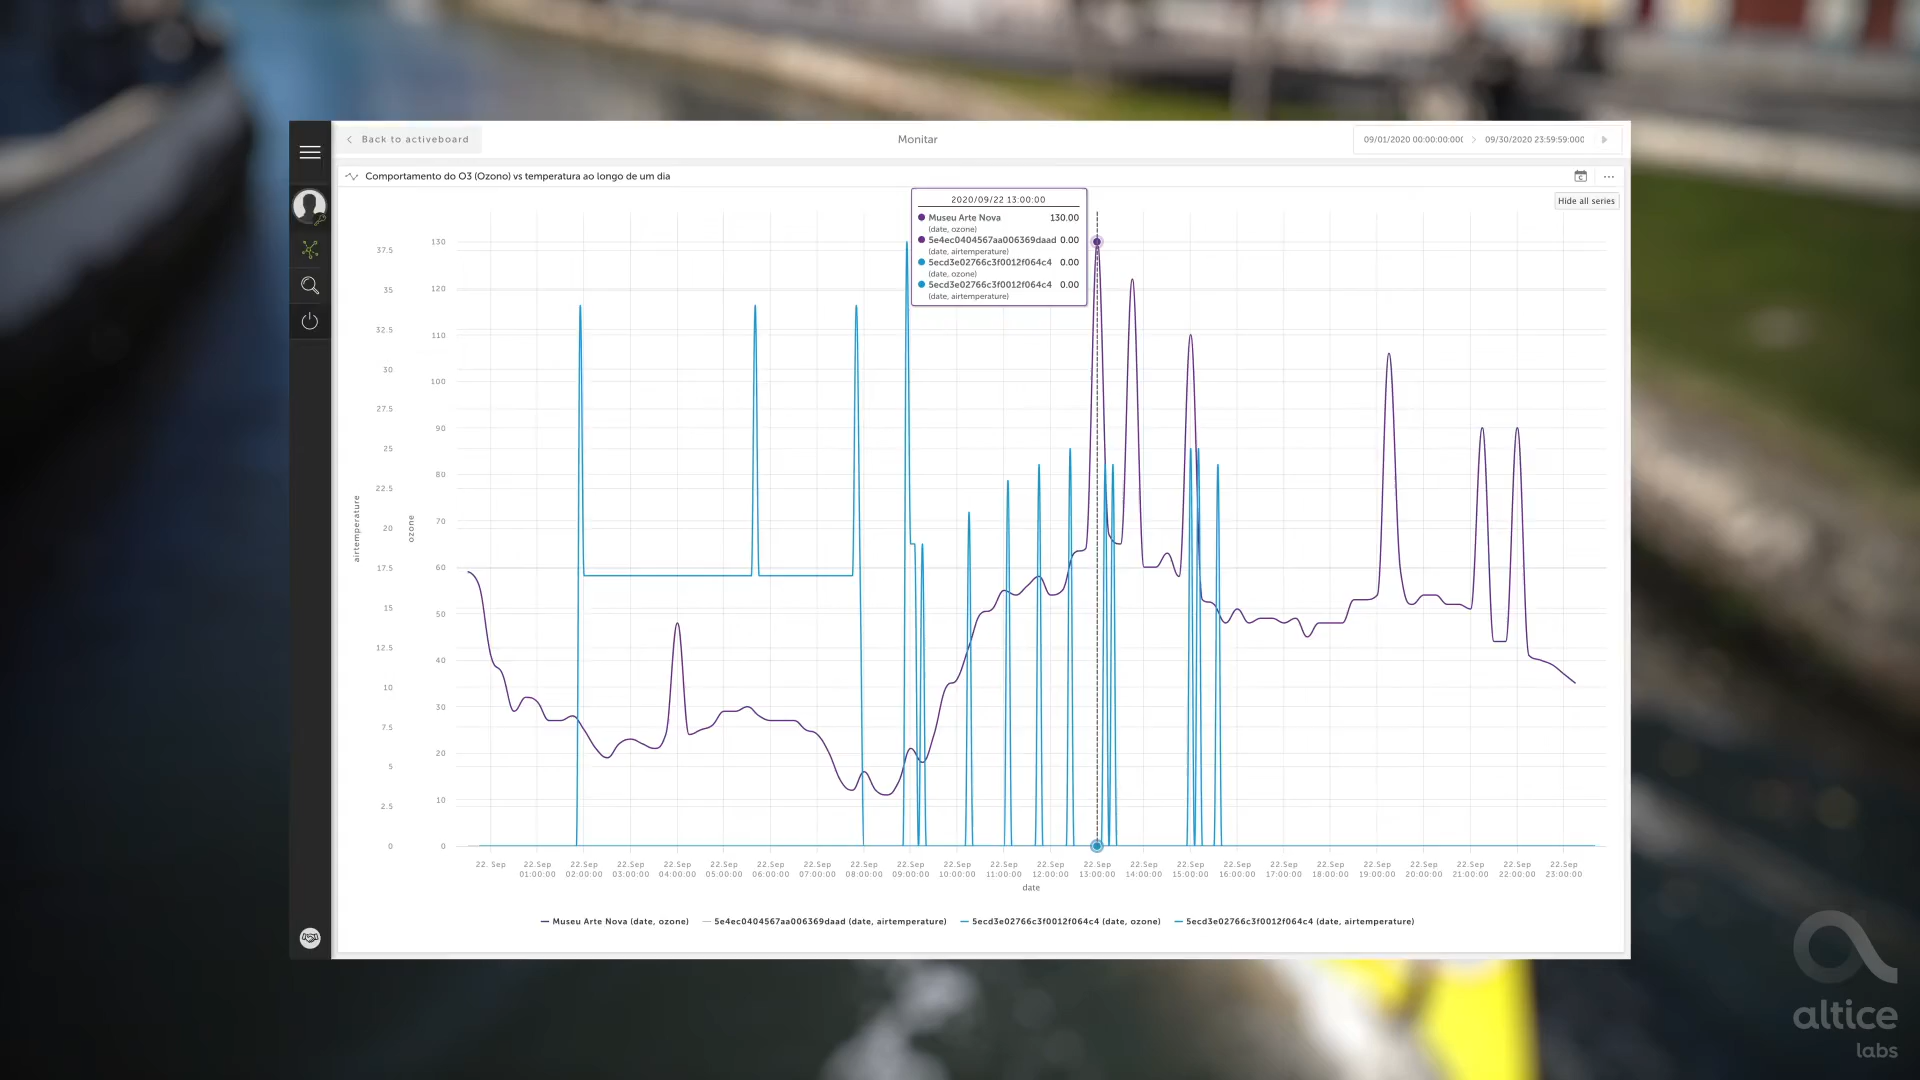 Back to activeboard
Monitar
09/01/2020 00:00:00:000
09/30/2020 23:59:59:000
Comportamento do O3 (Ozono) vs temperatura ao longo de um dia
Hide all series
2020/09/22 13:00:00
Museu Arte Nova 130.00
(date, ozone)
5e4ec0404567aa006369daad 0.00
(date, airtemperature)
5ecd3e02766c3f0012f064c4 0.00
(date, ozone)
5ecd3e02766c3f0012f064c4 0.00
(date, airtemperature)
airtemperature
37.5
35
32.5
30
27.5
25
22.5
20
17.5
15
12.5
10
7.5
5
2.5
0
ozone
130
120
110
100
90
80
70
60
50
40
30
20
10
0
22. Sep 22.Sep 22.Sep 22.Sep 22.Sep 22.Sep 22.Sep 22.Sep 22.Sep 22.Sep 22.Sep 22.Sep 22.Sep 22.Sep 22.Sep 22.Sep 22.Sep 22.Sep 22.Sep 22.Sep 22.Sep 22.Sep 22.Sep 22.Sep
01:00:00 02:00:00 03:00:00 04:00:00 05:00:00 06:00:00 07:00:00 08:00:00 09:00:00 10:00:00 11:00:00 12:00:00 13:00:00 14:00:00 15:00:00 16:00:00 17:00:00 18:00:00 19:00:00 20:00:00 21:00:00 22:00:00 23:00:00
date
Museu Arte Nova (date, ozone) 5e4ec0404567aa006369daad (date, airtemperature) 5ecd3e02766c3f0012f064c4 (date, ozone) 5ecd3e02766c3f0012f064c4 (date, airtemperature)
altice
labs